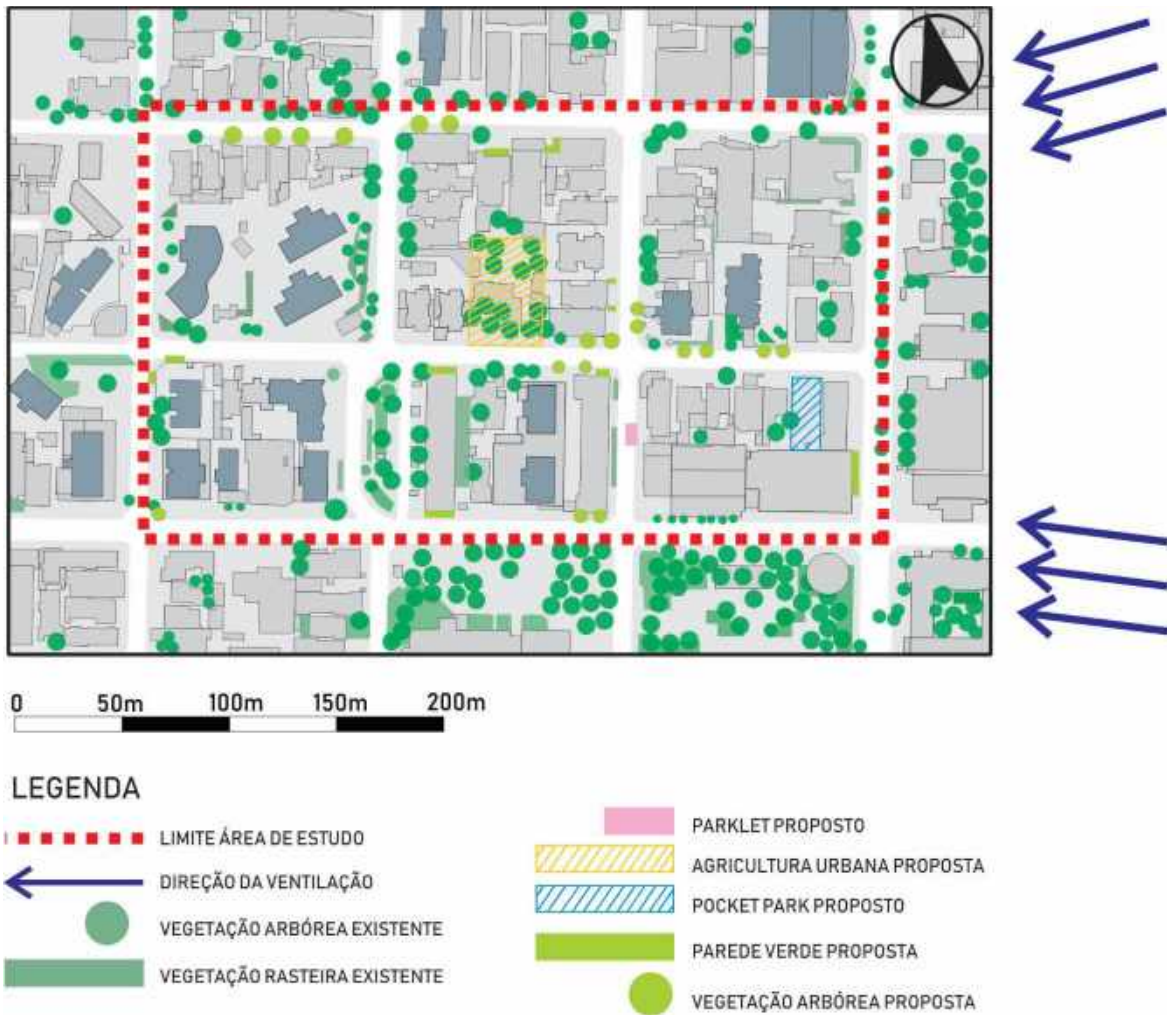 0 50m 100m 150m 200m
LEGENDA
LIMITE ÁREA DE ESTUDO
DIREÇÃO DA VENTILAÇÃO
VEGETAÇÃO ARBÓREA EXISTENTE
VEGETAÇÃO RASTEIRA EXISTENTE
PARKLET PROPOSTO
AGRICULTURA URBANA PROPOSTA
POCKET PARK PROPOSTO
PAREDE VERDE PROPOSTA
VEGETAÇÃO ARBÓREA PROPOSTA